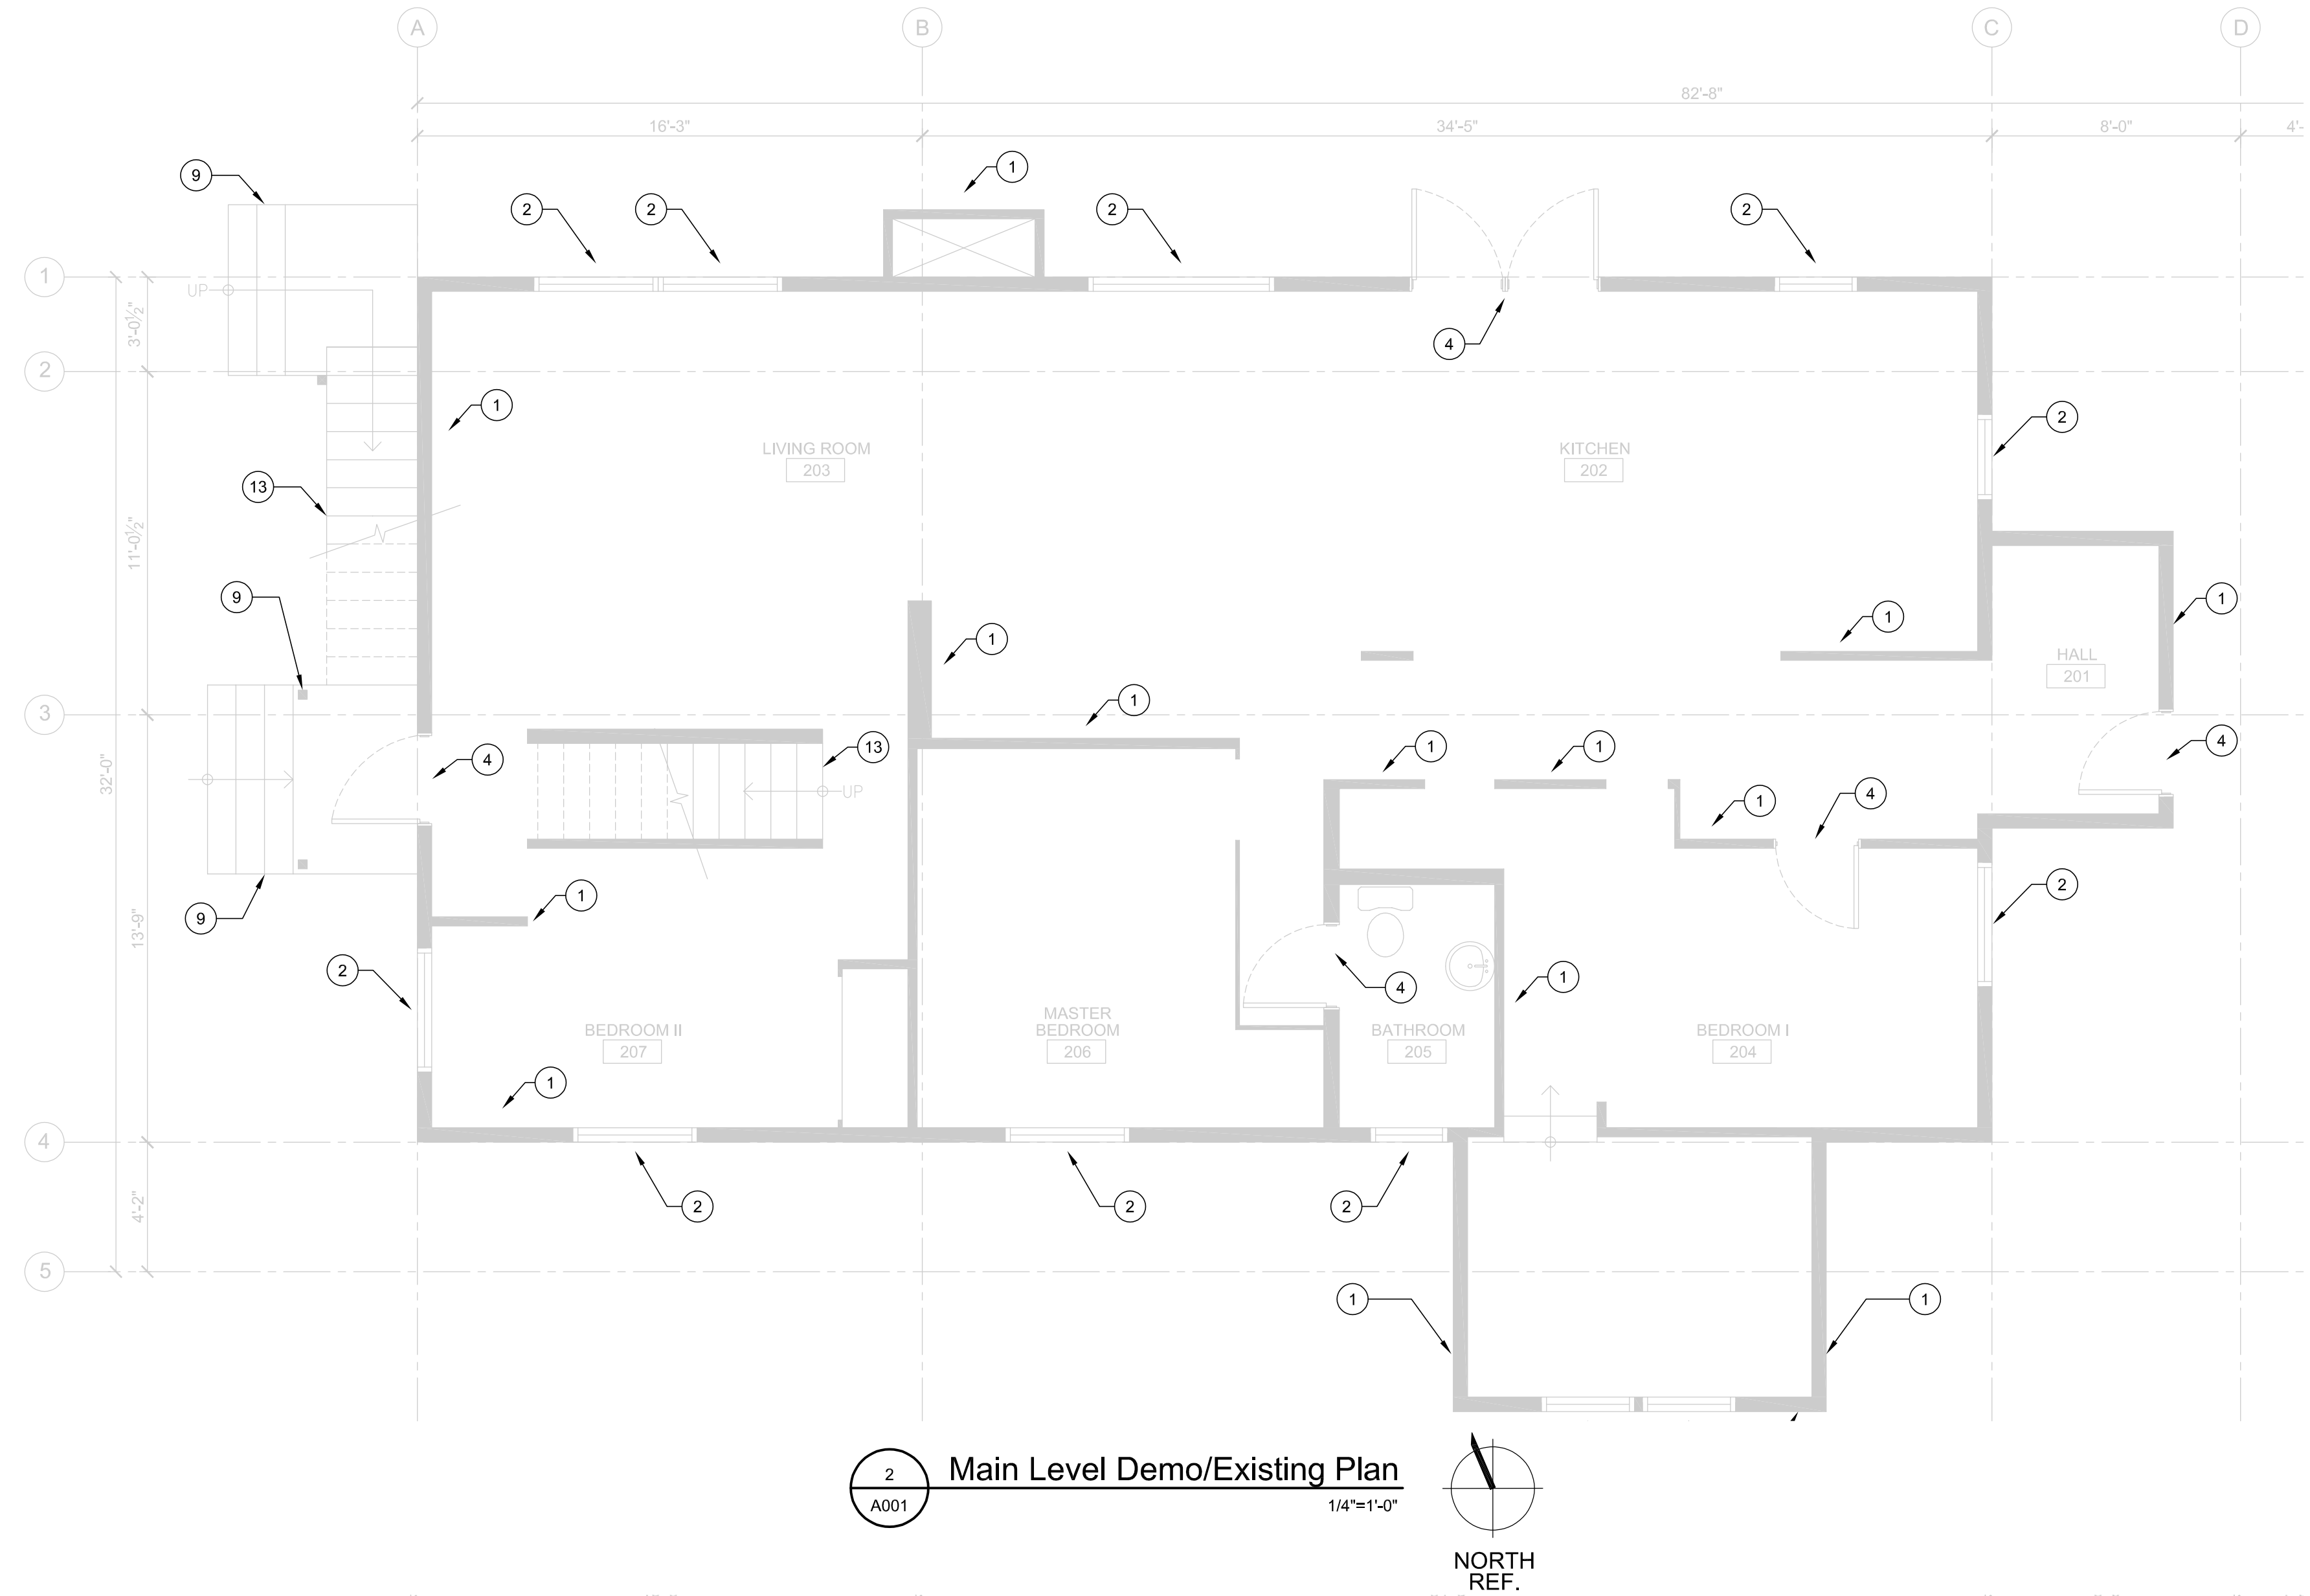 A B C D
82'-8"
16'-3" 34'-5" 8'-0" 4'-
1
9
2 2 2 2
1
UP
3'-0½"
4
2
1
2
LIVING ROOM
203
KITCHEN
202
13
11'-0½"
9
1
1
1
HALL
201
1
3
4
13
1
1
4
UP
32'-0"
1
4
1
9
13'-9"
2
4
1
2
BEDROOM II
207
MASTER
BEDROOM
206
BATHROOM
205
BEDROOM I
204
1
4
4'-2"
2
2
2
5
1
1
2
A001
Main Level Demo/Existing Plan
1/4"=1'-0"
NORTH
REF.